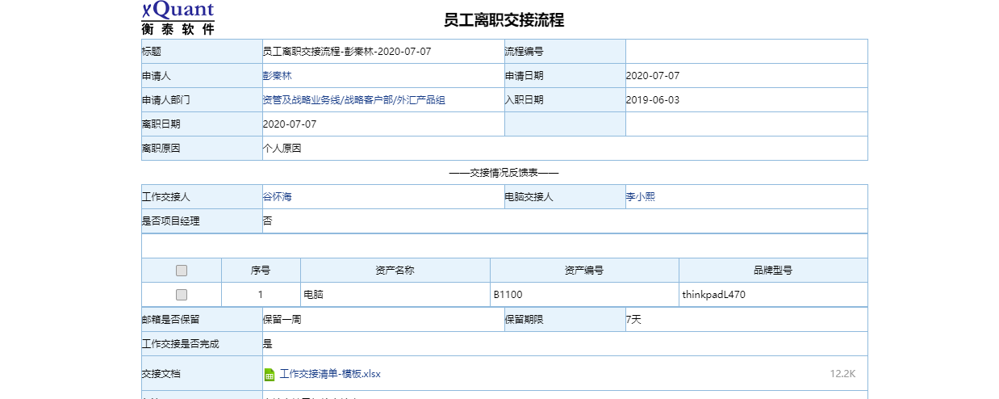 xQuant
衡泰软件
员工离职交接流程
标题 员工离职交接流程-彭秦林-2020-07-07 流程编号
申请人 彭秦林 申请日期 2020-07-07
申请人部门 资管及战略业务线/战略客户部/外汇产品组 入职日期 2019-06-03
离职日期 2020-07-07
离职原因 个人原因
——交接情况反馈表——
工作交接人 谷怀海 电脑交接人 李小熙
是否项目经理 否
序号 资产名称 资产编号 品牌型号
1 电脑 B1100 thinkpadL470
邮箱是否保留 保留一周 保留期限 7天
工作交接是否完成 是
交接文档 工作交接清单-模板.xlsx 12.2K